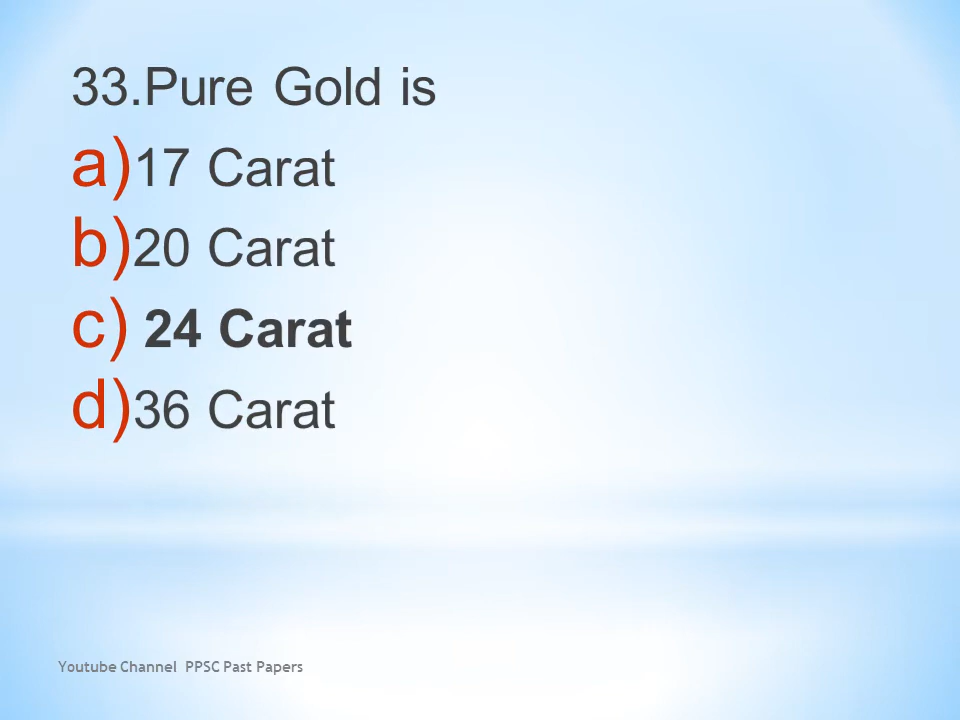 33.Pure Gold is
a)17 Carat
b)20 Carat
c) 24 Carat
d)36 Carat
Youtube Channel PPSC Past Papers